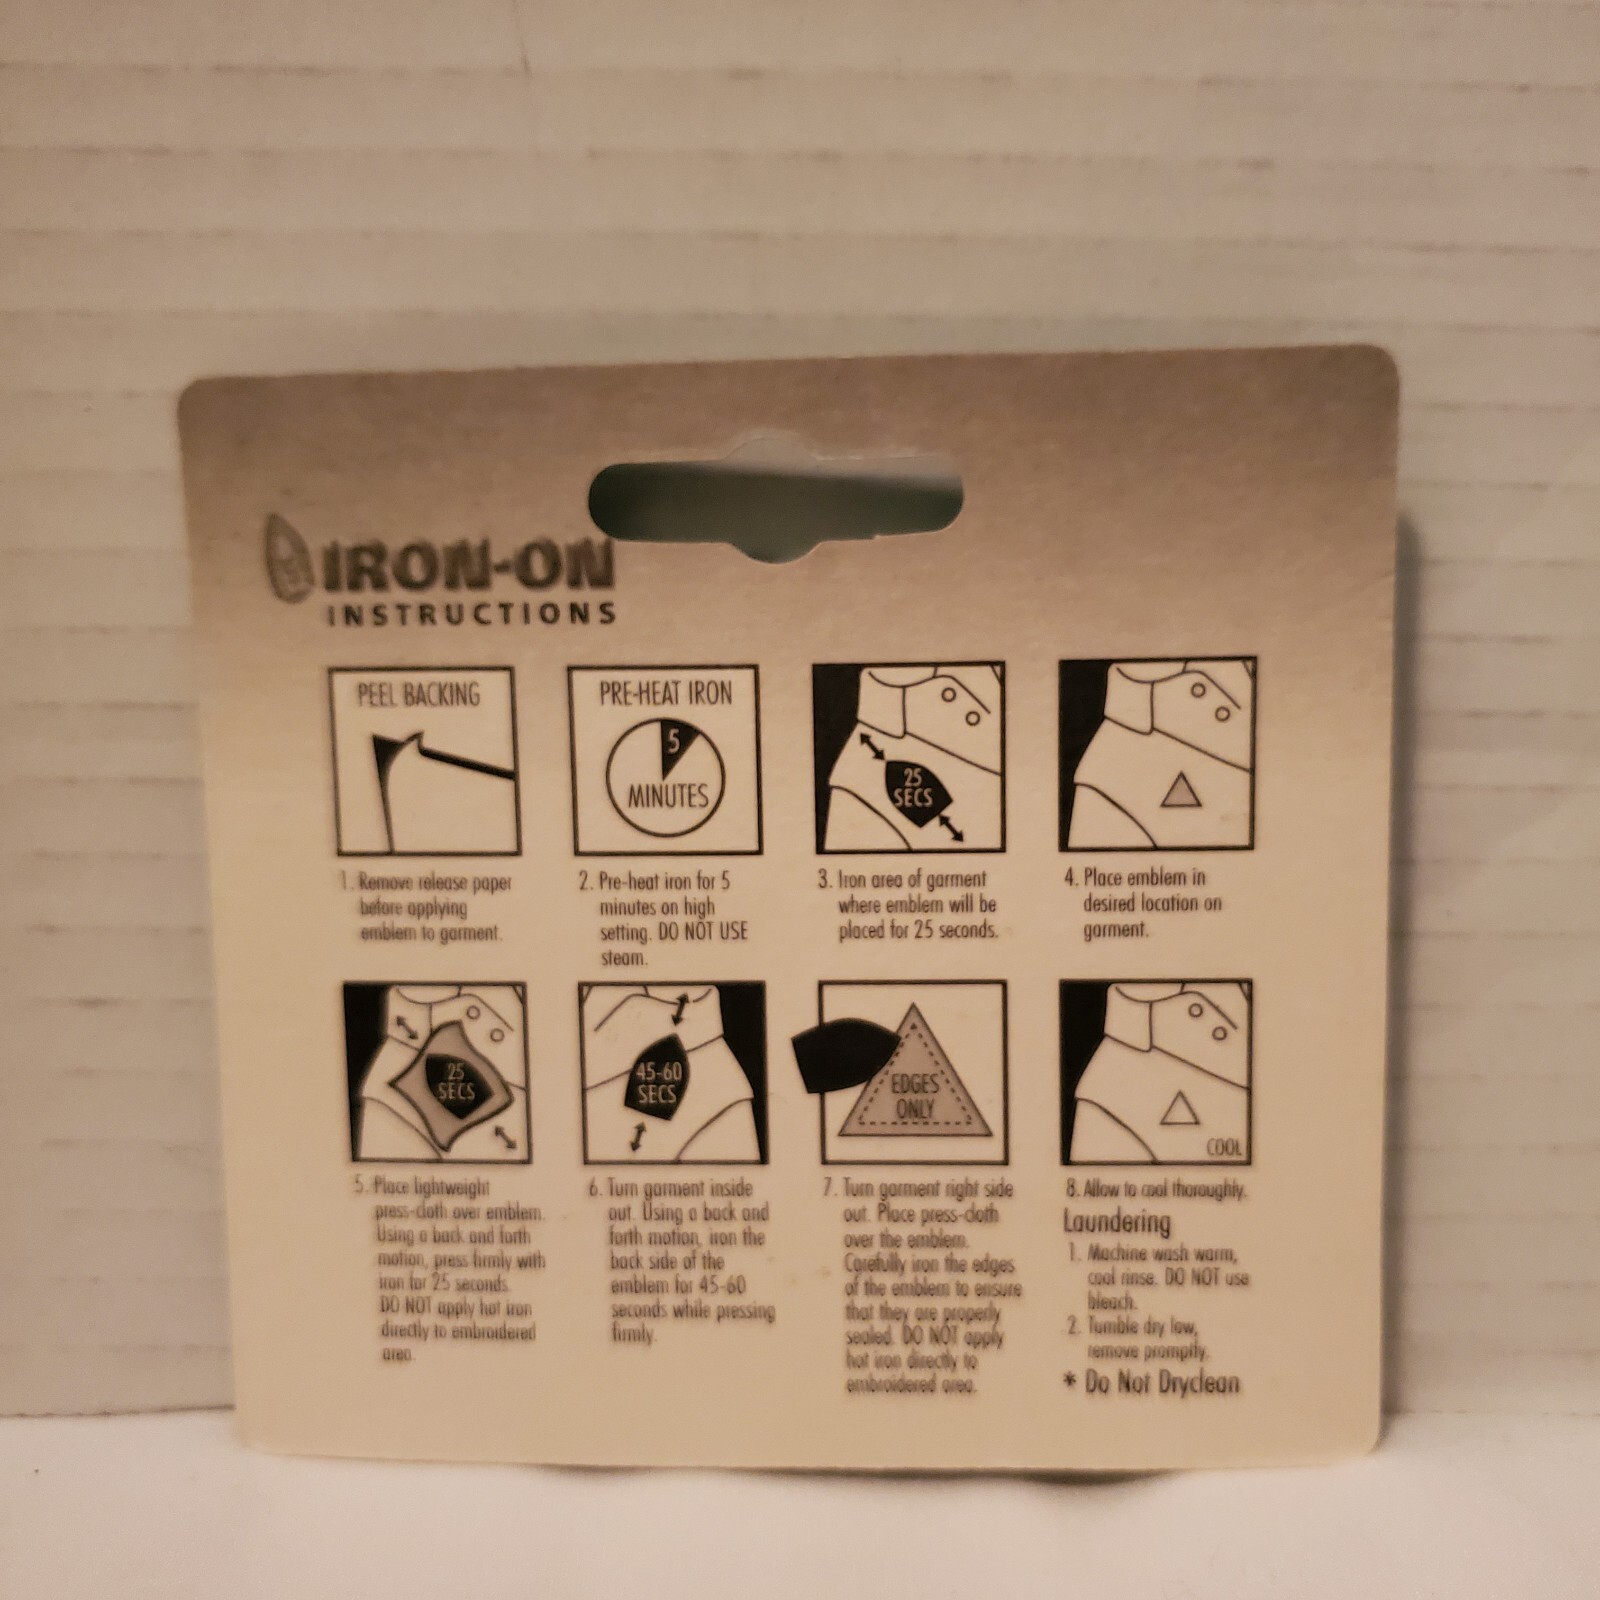 IRON-ON
INSTRUCTIONS
PEEL BACKING
1. Remove release paper
before applying
emblem to garment.
PRE-HEAT IRON
5
MINUTES
2. Pre-heat iron for 5
minutes on high
setting. DO NOT USE
steam.
25
SECS
3. Iron area of garment
where emblem will be
placed for 25 seconds.
4. Place emblem in
desired location on
garment.
25
SECS
5. Place lightweight
press-cloth over emblem.
Using a back and forth
motion, press firmly with
iron for 25 seconds.
DO NOT apply hot iron
directly to embroidered
area.
45-60
SECS
6. Turn garment inside
out. Using a back and
forth motion, iron the
back side of the
emblem for 45-60
seconds while pressing
firmly.
EDGES
ONLY
7. Turn garment right side
out. Place press-cloth
over the emblem.
Carefully iron the edges
of the emblem to ensure
that they are properly
sealed. DO NOT apply
hot iron directly to
embroidered area.
COOL
8. Allow to cool thoroughly.
Laundering
1. Machine wash warm,
cool rinse. DO NOT use
bleach.
2. Tumble dry low,
remove promptly.
* Do Not Dryclean